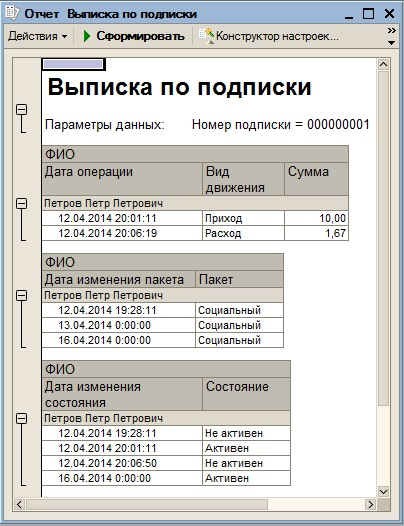 Отчет Выписка по подписки
Действия Сформировать Конструктор настроек...
Выписка по подписки
Параметры данных: Номер подписки = 000000001
ФИО
Дата операции Вид движения Сумма
Петров Петр Петрович
12.04.2014 20:01:11 Приход 10,00
12.04.2014 20:06:19 Расход 1,67
ФИО
Дата изменения пакета Пакет
Петров Петр Петрович
12.04.2014 19:28:11 Социальный
13.04.2014 0:00:00 Социальный
16.04.2014 0:00:00 Социальный
ФИО
Дата изменения состояния Состояние
Петров Петр Петрович
12.04.2014 19:28:11 Не активен
12.04.2014 20:01:11 Активен
12.04.2014 20:06:50 Не активен
16.04.2014 0:00:00 Активен